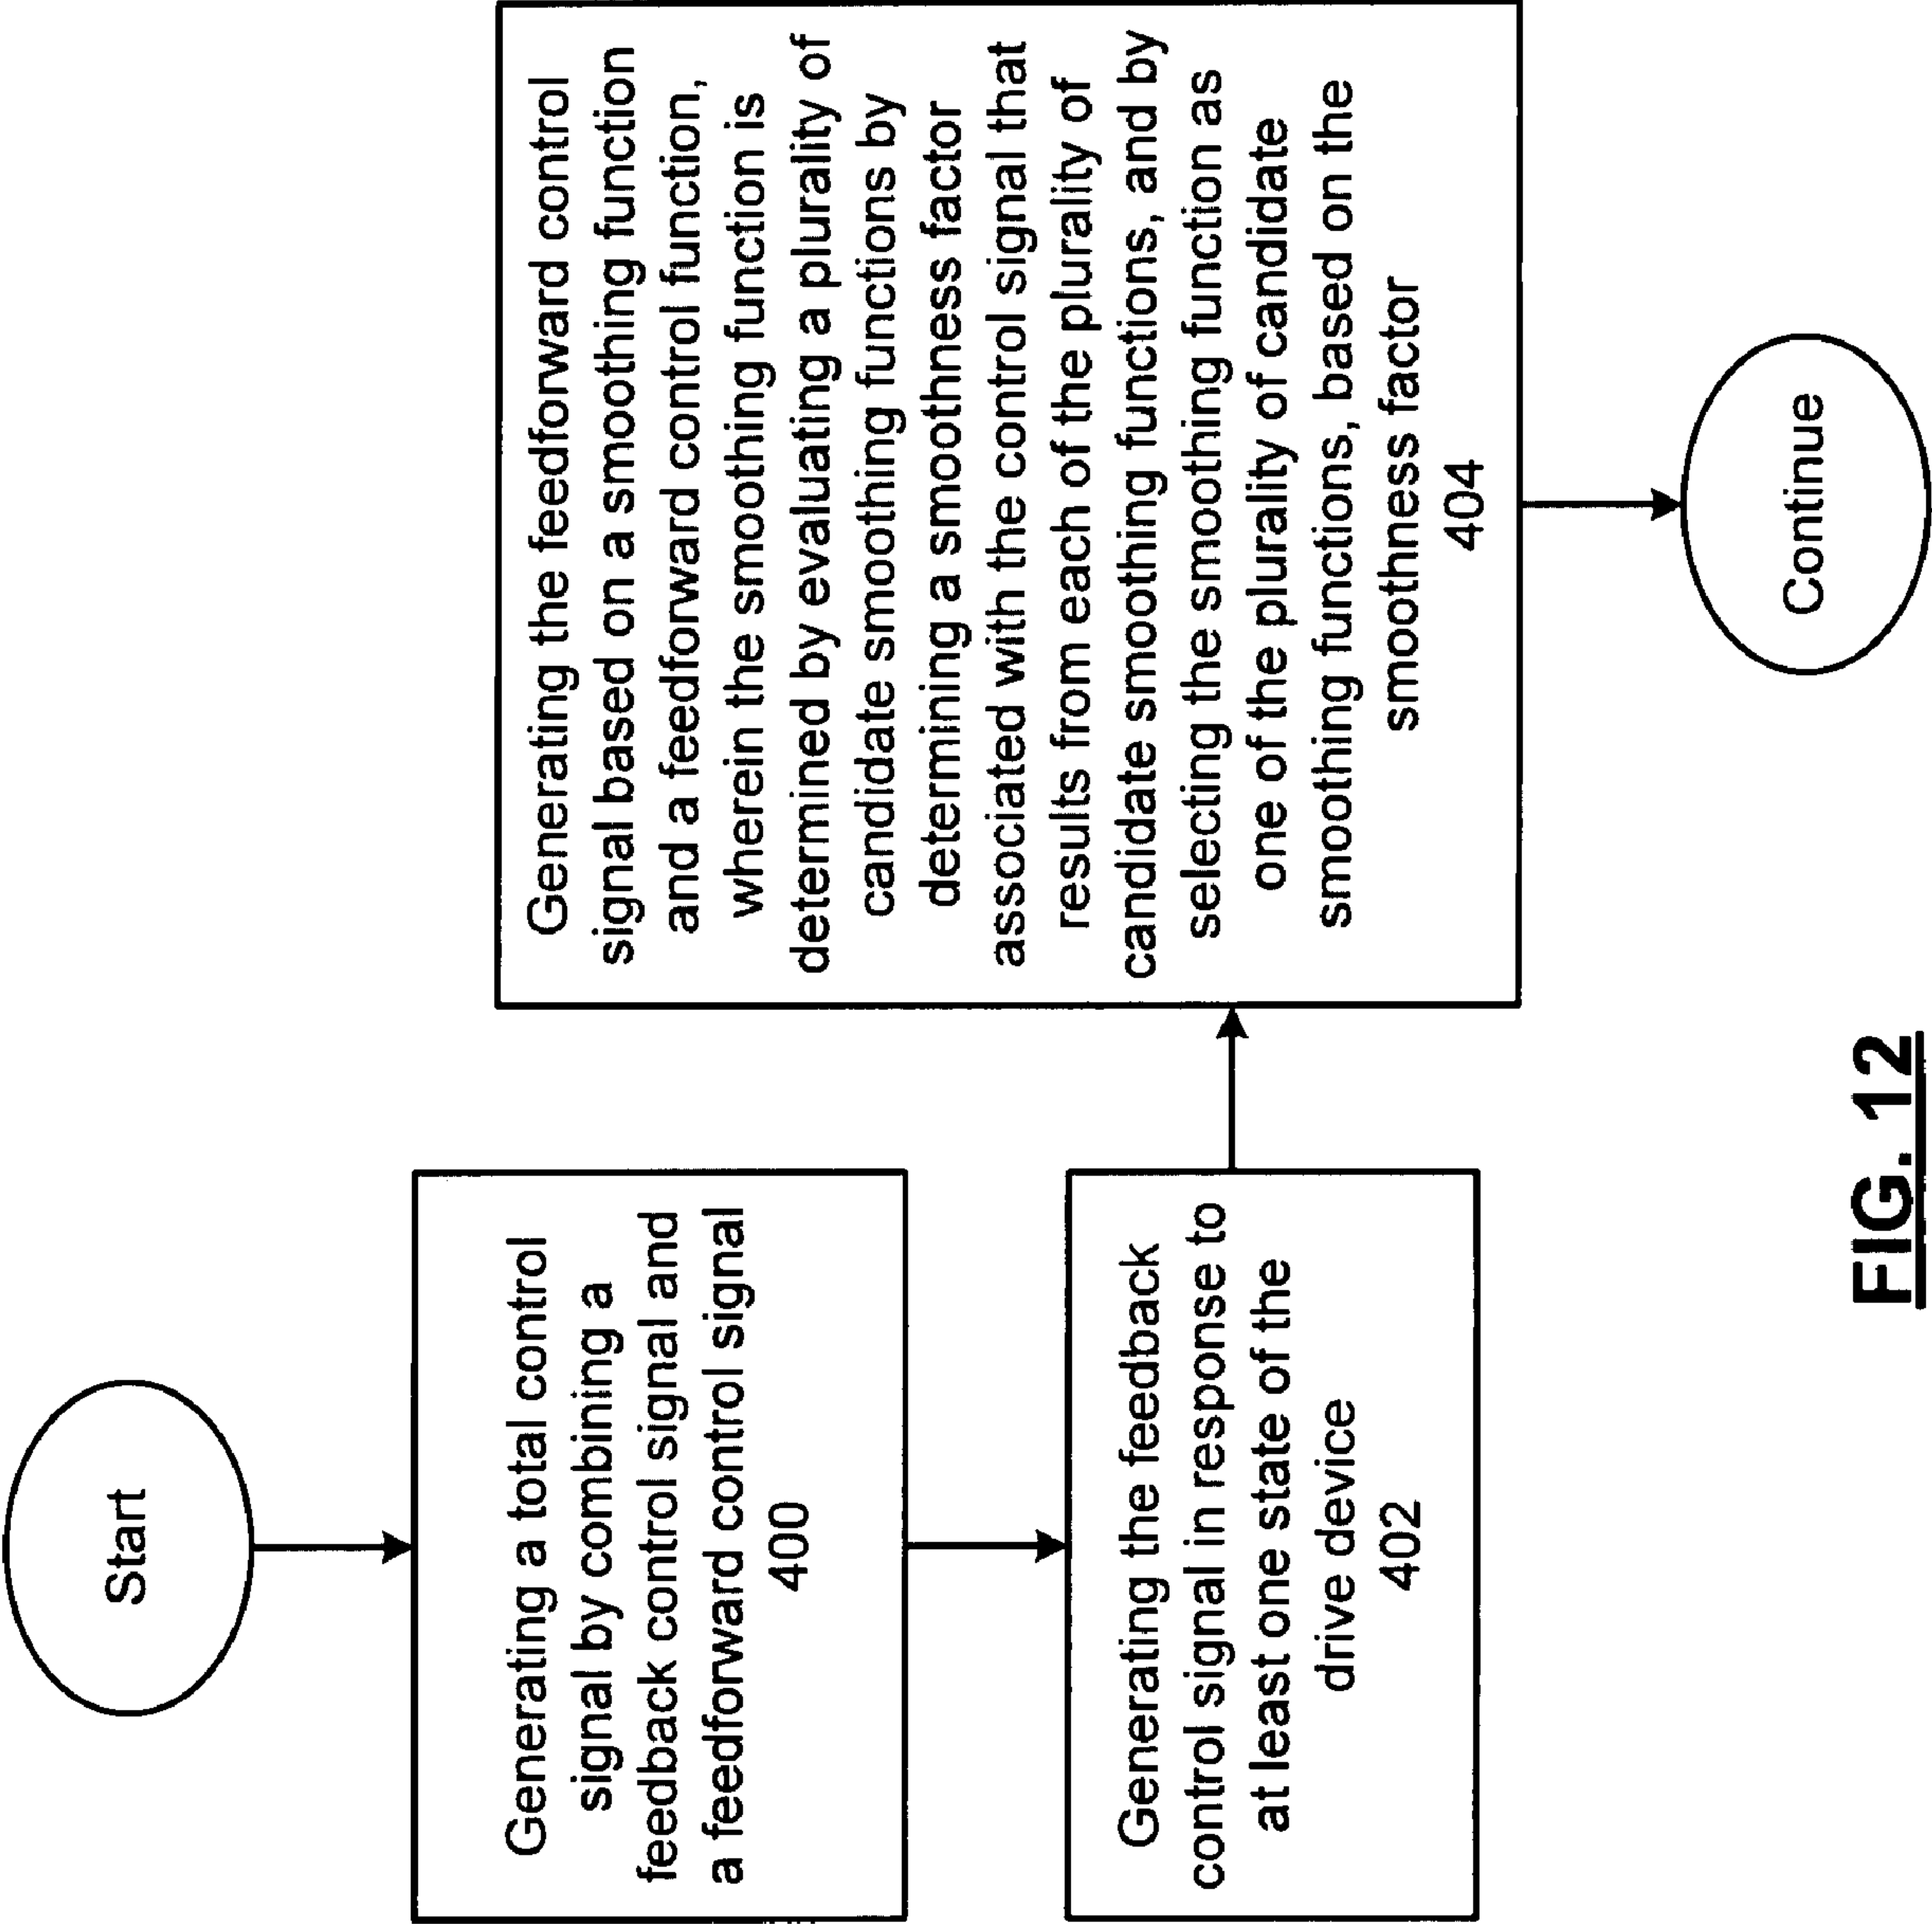 Start
Generating a total control
signal by combining a
feedback control signal and
a feedforward control signal
400
Generating the feedback
control signal in response to
at least one state of the
drive device
402
Generating the feedforward control
signal based on a smoothing function
and a feedforward control function,
wherein the smoothing function is
determined by evaluating a plurality of
candidate smoothing functions by
determining a smoothness factor
associated with the control signal that
results from each of the plurality of
candidate smoothing functions, and by
selecting the smoothing function as
one of the plurality of candidate
smoothing functions, based on the
smoothness factor
404
Continue
FIG. 12